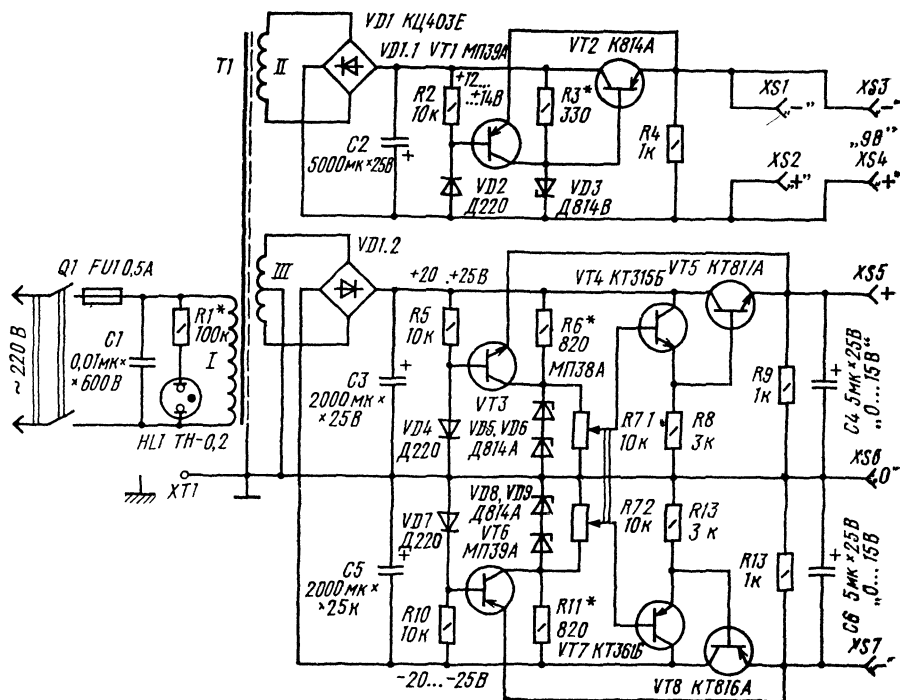 VD1 КЦ403Е
T1
II
VD1.1 VT1 МП39А
VT2 К814А
+12...
..+14В
R2
10к
R3*
330
C2
5000мк×25В
+
VD2
Д220
VD3
Д814В
R4
1к
XS1
„-”
XS3
„-”
„9В”
XS2
„+”
XS4
„+”
VD1.2
Q1 FU1 0,5А
III
+20..+25В
VT4 КТ315Б
VT5 КТ817А
XS5
+
~220В
C1
0,01мк×
×600В
R1*
100к
I
HL1 ТН-0,2
XT1
R5
10к
R6*
820
МП38А
VT3
C3
2000мк×
×25В
+
VD4
Д220
VD5, VD6
Д814А
R7.1
10к
R8
3к
R9
1к
+
C4 5мк×25В
„0...15В“
XS6
„0”
VD7
Д220
VD8, VD9
Д814А
VT6
МП39А
R7.2
10к
R13
3к
C5
2000мк×
×25к
+
R10
10к
R11*
820
R13
1к
+
C6 5мк×25В
„0...15В
VT7 КТ361Б
VT8 КТ816А
XS7
„-”
-20...-25В